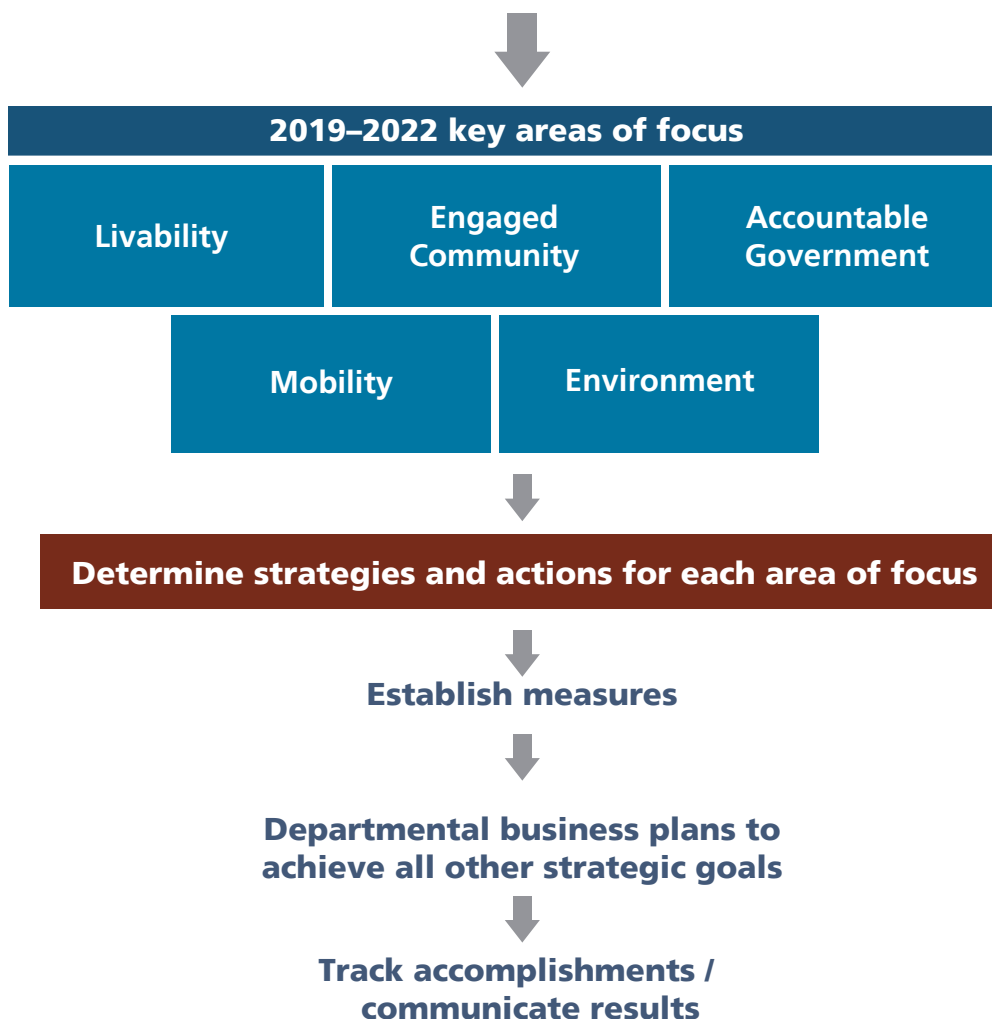 2019–2022 key areas of focus
Livability
Engaged
Community
Accountable
Government
Mobility
Environment
Determine strategies and actions for each area of focus
Establish measures
Departmental business plans to
achieve all other strategic goals
Track accomplishments /
communicate results